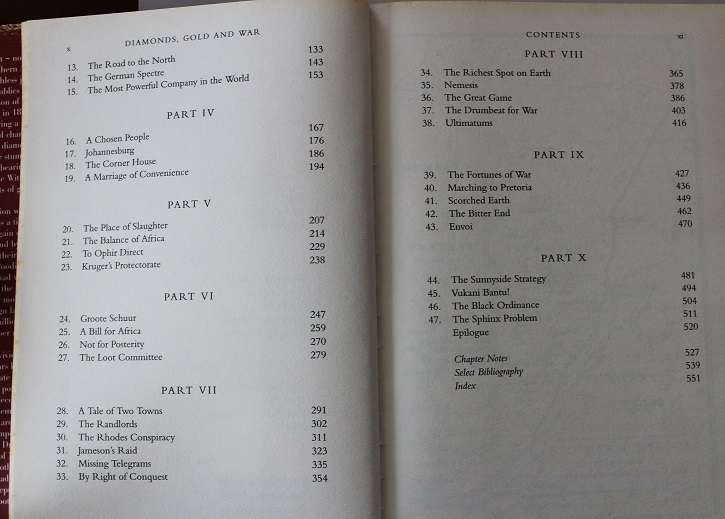 x DIAMONDS, GOLD AND WAR
13. The Road to the North 133
14. The German Spectre 143
15. The Most Powerful Company in the World 153
PART IV
16. A Chosen People 167
17. Johannesburg 176
18. The Corner House 186
19. A Marriage of Convenience 194
PART V
20. The Place of Slaughter 207
21. The Balance of Africa 214
22. To Ophir Direct 229
23. Kruger's Protectorate 238
PART VI
24. Groote Schuur 247
25. A Bill for Africa 259
26. Not for Posterity 270
27. The Loot Committee 279
PART VII
28. A Tale of Two Towns 291
29. The Randlords 302
30. The Rhodes Conspiracy 311
31. Jameson's Raid 323
32. Missing Telegrams 335
33. By Right of Conquest 354
CONTENTS xi
PART VIII
34. The Richest Spot on Earth 365
35. Nemesis 378
36. The Great Game 386
37. The Drumbeat for War 403
38. Ultimatums 416
PART IX
39. The Fortunes of War 427
40. Marching to Pretoria 436
41. Scorched Earth 449
42. The Bitter End 462
43. Envoi 470
PART X
44. The Sunnyside Strategy 481
45. Vukani Bantu! 494
46. The Black Ordinance 504
47. The Sphinx Problem 511
Epilogue 520
Chapter Notes 527
Select Bibliography 539
Index 551